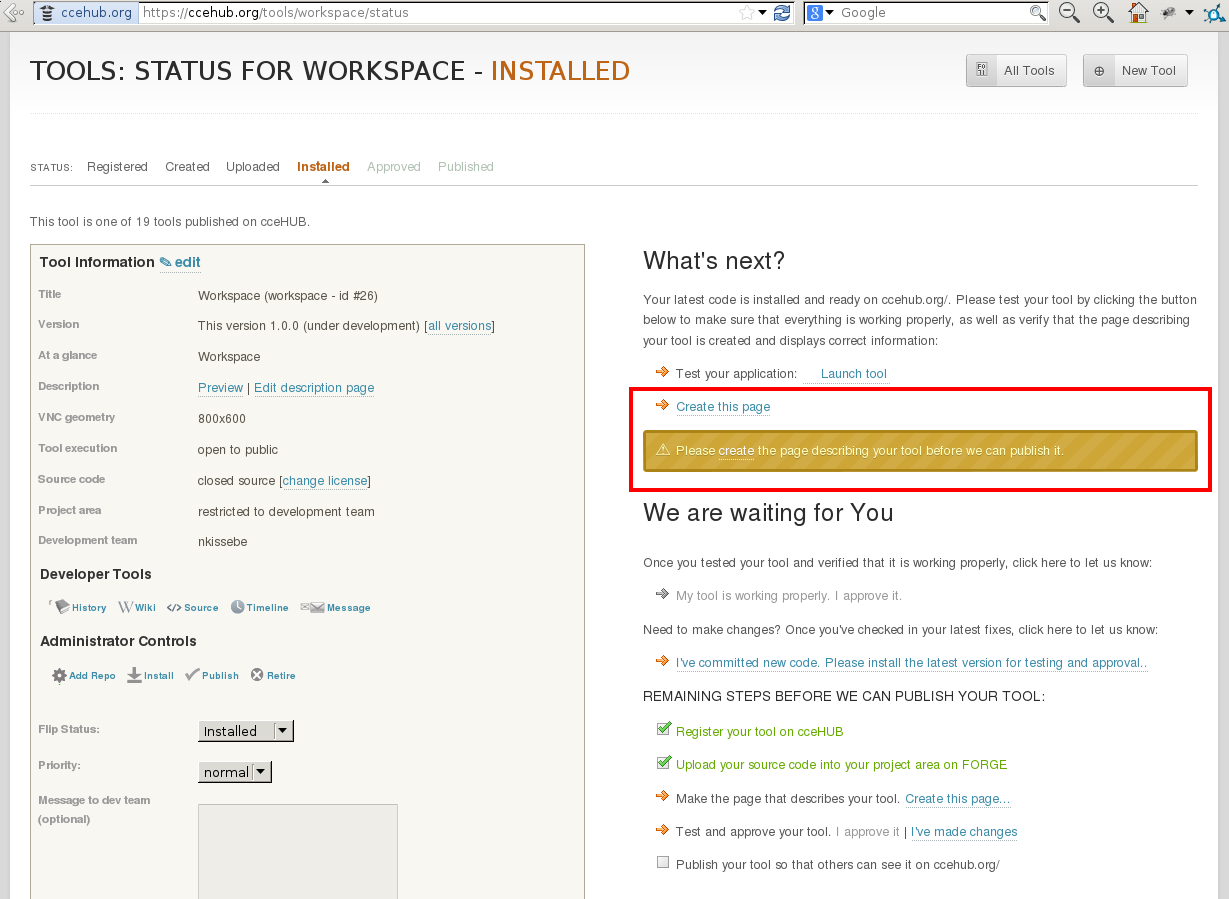 ccehub.org https://ccehub.org/tools/workspace/status Google
TOOLS: STATUS FOR WORKSPACE - INSTALLED
All Tools
New Tool
STATUS: Registered Created Uploaded Installed Approved Published
This tool is one of 19 tools published on cceHUB.
Tool Information edit
Title Workspace (workspace - id #26)
Version This version 1.0.0 (under development) [all versions]
At a glance Workspace
Description Preview | Edit description page
VNC geometry 800x600
Tool execution open to public
Source code closed source [change license]
Project area restricted to development team
Development team nkissebe
Developer Tools
History Wiki Source Timeline Message
Administrator Controls
Add Repo Install Publish Retire
Flip Status: Installed
Priority: normal
Message to dev team
(optional)
What's next?
Your latest code is installed and ready on ccehub.org/. Please test your tool by clicking the button
below to make sure that everything is working properly, as well as verify that the page describing
your tool is created and displays correct information:
Test your application: Launch tool
Create this page
Please create the page describing your tool before we can publish it.
We are waiting for You
Once you tested your tool and verified that it is working properly, click here to let us know:
My tool is working properly. I approve it.
Need to make changes? Once you've checked in your latest fixes, click here to let us know:
I've committed new code. Please install the latest version for testing and approval..
REMAINING STEPS BEFORE WE CAN PUBLISH YOUR TOOL:
Register your tool on cceHUB
Upload your source code into your project area on FORGE
Make the page that describes your tool. Create this page...
Test and approve your tool. I approve it | I've made changes
Publish your tool so that others can see it on ccehub.org/